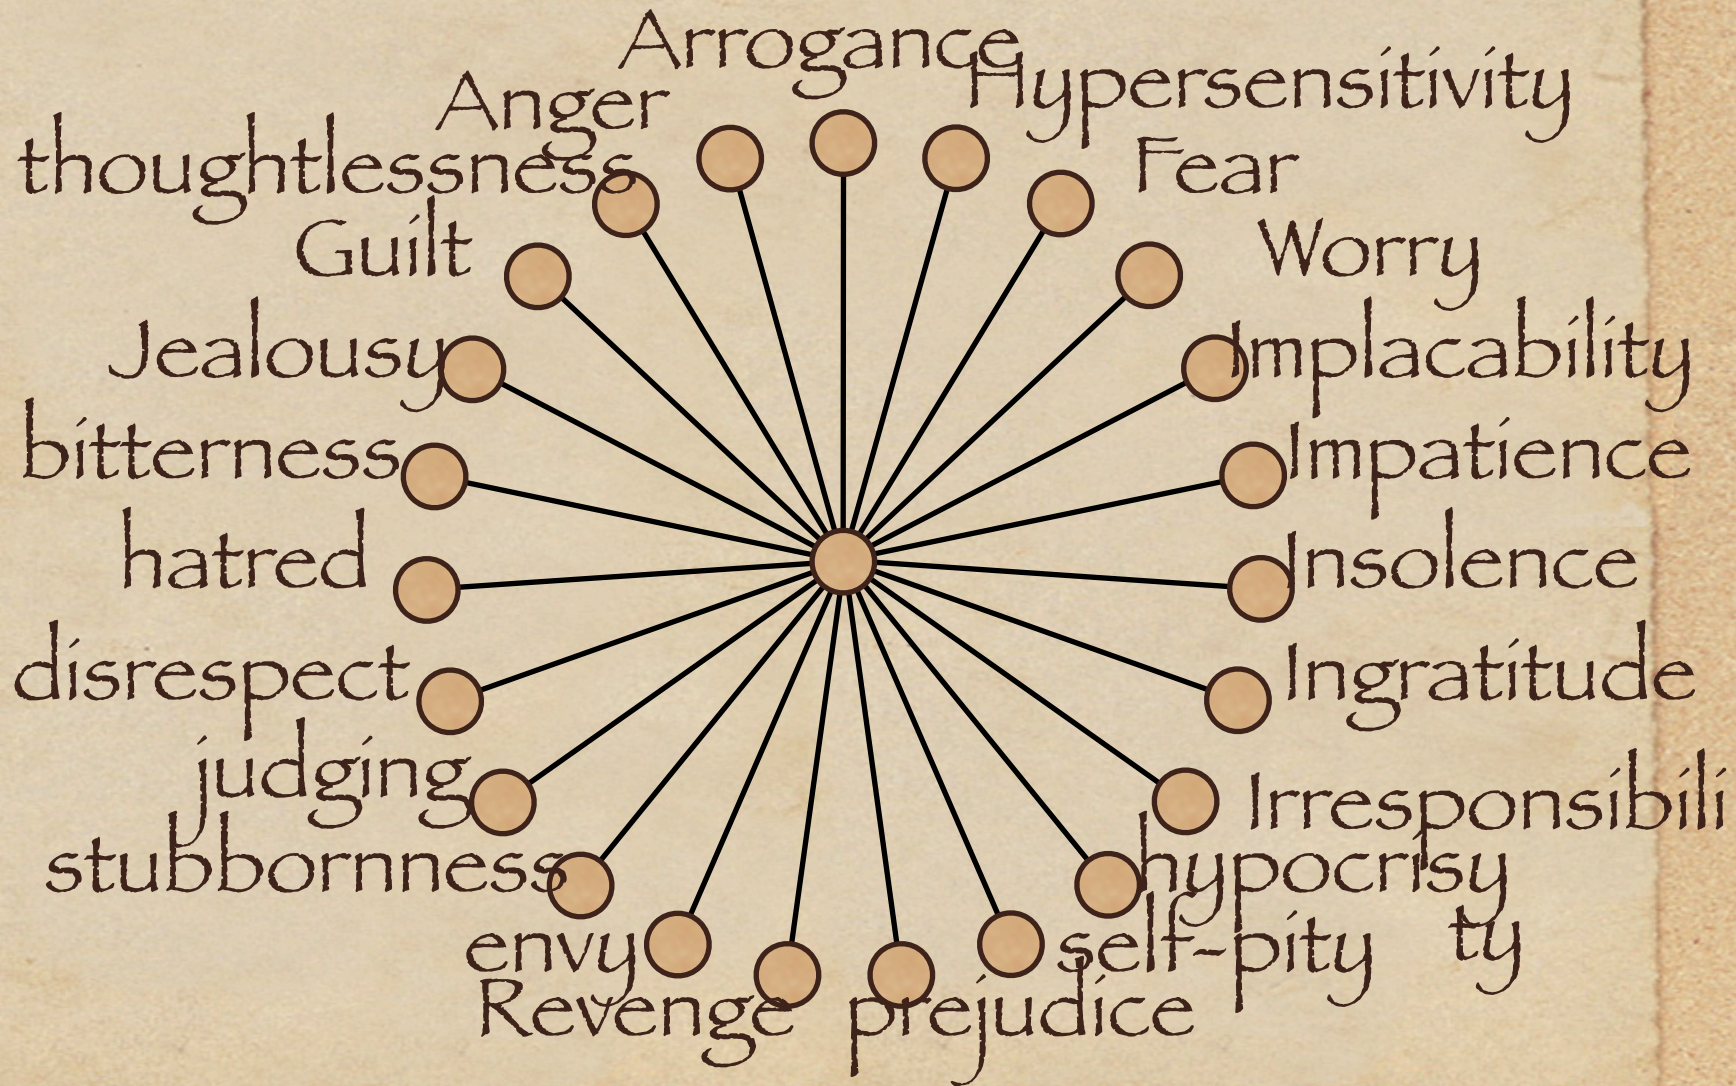 Arrogance
Hypersensitivity
Anger
Fear
thoughtlessness
Guilt
Worry
Jealousy
Implacability
bitterness
Impatience
hatred
Insolence
disrespect
Ingratitude
judging
Irresponsibili
ty
stubbornness
hypocrisy
envy
self-pity
Revenge
prejudice